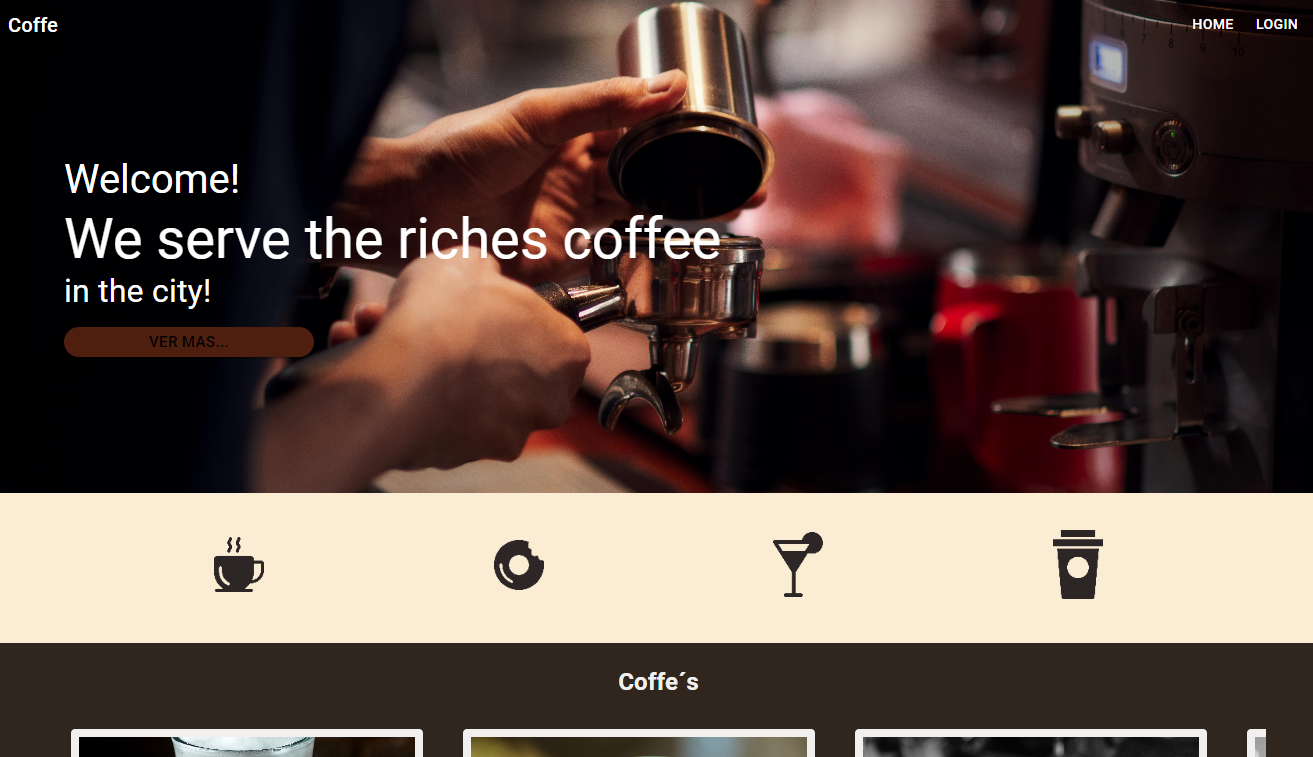 Coffe
HOME LOGIN
Welcome!
We serve the riches coffee
in the city!
VER MAS...
Coffe´s